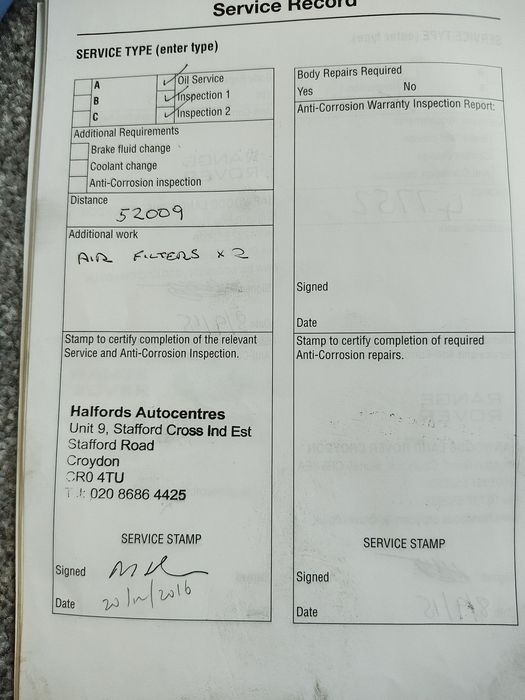 Service Record
SERVICE TYPE (enter type)
A
Oil Service
B
Inspection 1
C
Inspection 2
Additional Requirements
Brake fluid change
Coolant change
Anti-Corrosion inspection
Distance
52009
Additional work
AIR FILTERS x 2
Stamp to certify completion of the relevant
Service and Anti-Corrosion Inspection.
Halfords Autocentres
Unit 9, Stafford Cross Ind Est
Stafford Road
Croydon
CR0 4TU
T l: 020 8686 4425
SERVICE STAMP
Signed
Date 20/12/2016
Body Repairs Required
Yes No
Anti-Corrosion Warranty Inspection Report:
Signed
Date
Stamp to certify completion of required
Anti-Corrosion repairs.
SERVICE STAMP
Signed
Date